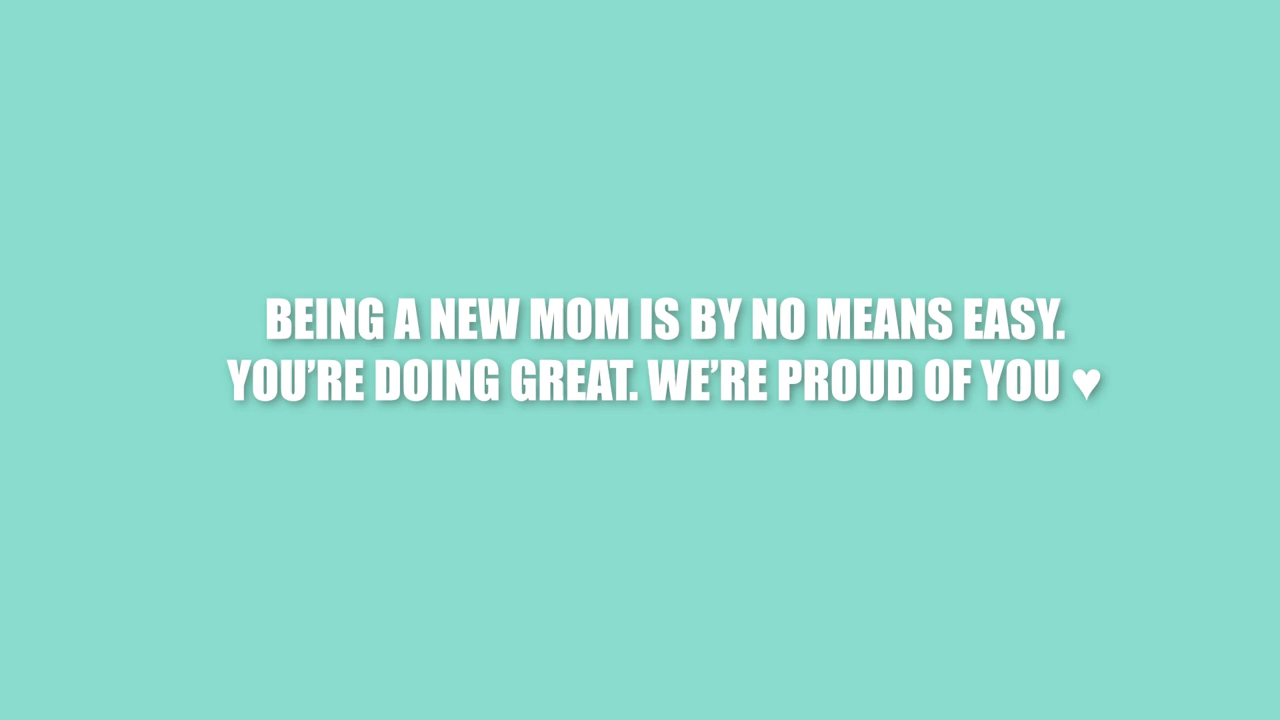 BEING A NEW MOM IS BY NO MEANS EASY.
YOU’RE DOING GREAT. WE’RE PROUD OF YOU ♥